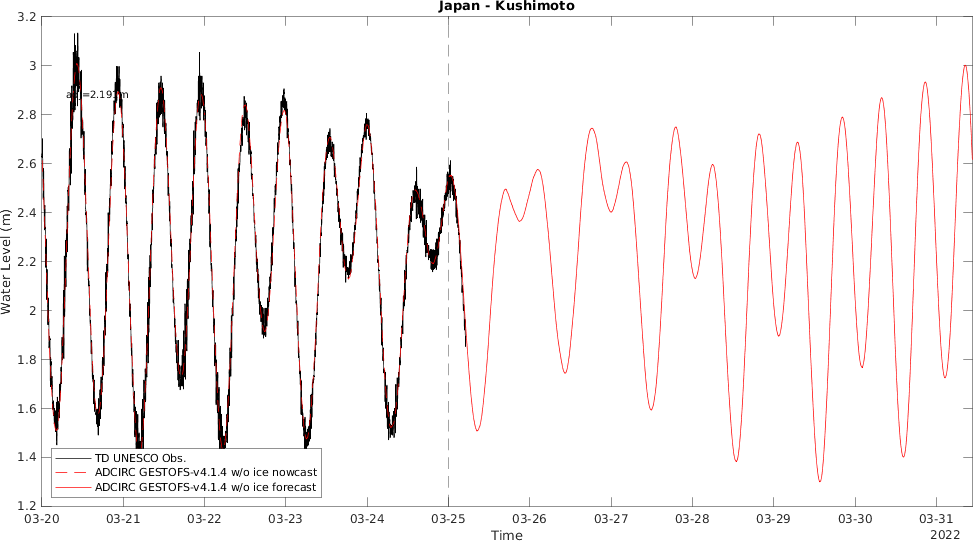 Japan - Kushimoto
Water Level (m)
3.2
3
2.8
2.6
2.4
2.2
2
1.8
1.6
1.4
1.2
TD UNESCO Obs.
ADCIRC GESTOFS-v4.1.4 w/o ice nowcast
ADCIRC GESTOFS-v4.1.4 w/o ice forecast
03-20 03-21 03-22 03-23 03-24 03-25 03-26 03-27 03-28 03-29 03-30 03-31
Time
2022